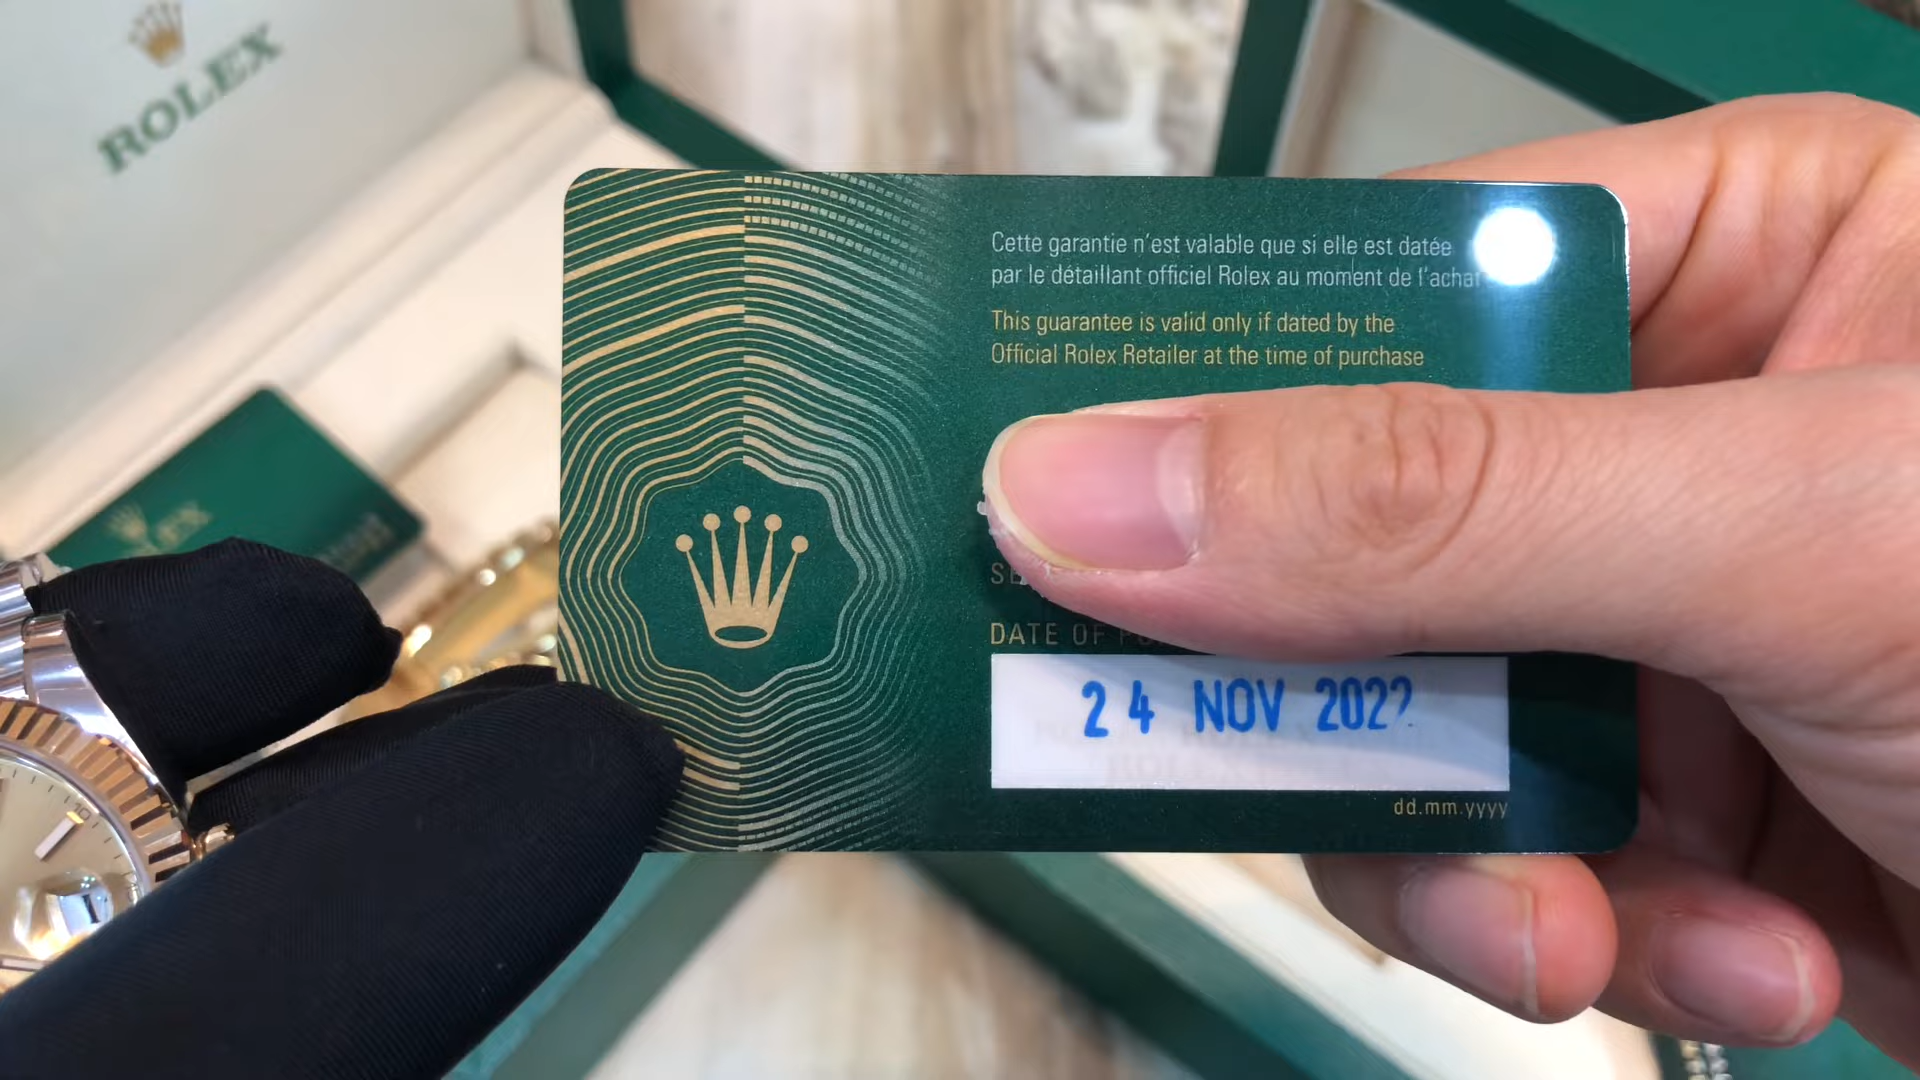 ROLEX
Cette garantie n'est valable que si elle est datée
par le détaillant officiel Rolex au moment de l'achat
This guarantee is valid only if dated by the
Official Rolex Retailer at the time of purchase
DATE OF
24 NOV 2022
dd.mm.yyyy